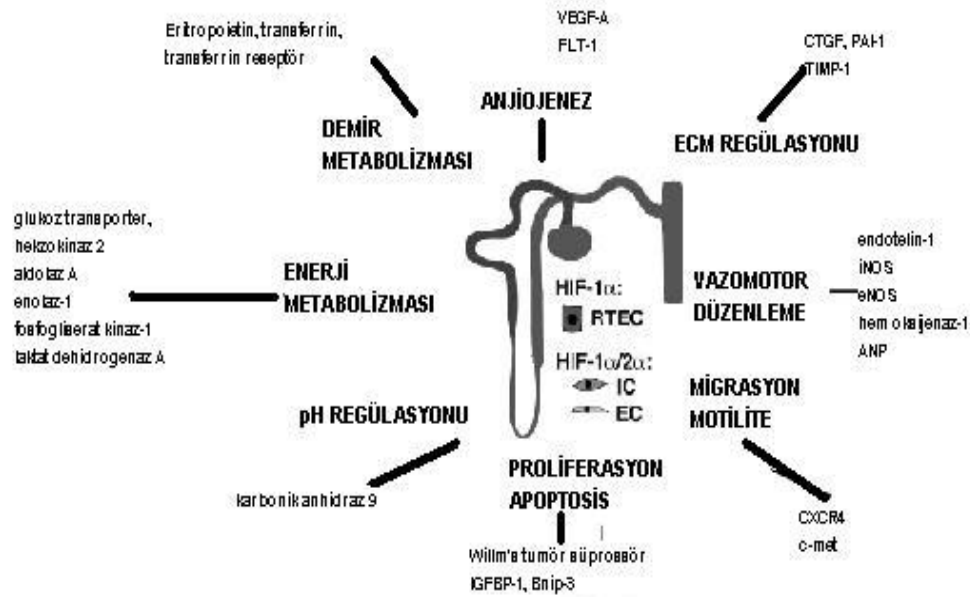 VEGF-A
FLT-1
Eritropoietin, transferrin,
transferrin reseptör
CTGF, PAI-1
TIMP-1
ANJİOJENEZ
DEMİR
METABOLİZMASI
ECM REGÜLASYONU
glukoz transporter,
hekzokinaz 2
aldolaz A
enolaz-1
fosfogliserat kinaz-1
laktat dehidrogenaz A
ENERJİ
METABOLİZMASI
HIF-1α:
RTEC
HIF-1α/2α:
IC
EC
VAZOMOTOR
DÜZENLEME
endotelin-1
iNOS
eNOS
hem oksijenaz-1
ANP
MİGRASYON
MOTİLİTE
pH REGÜLASYONU
karbonik anhidraz 9
PROLİFERASYON
APOPTOSİS
CXCR4
c-met
Willm's tumör süprossör
IGFBP-1, Bnip-3